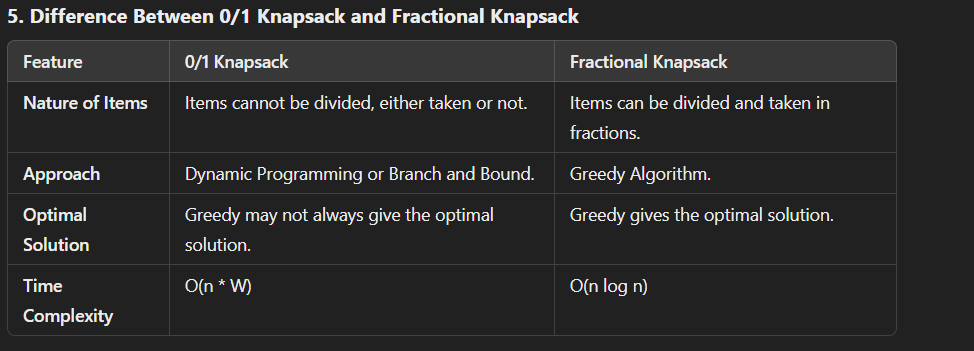 5. Difference Between 0/1 Knapsack and Fractional Knapsack
Feature 0/1 Knapsack Fractional Knapsack
Nature of Items Items cannot be divided, either taken or not. Items can be divided and taken in
fractions.
Approach Dynamic Programming or Branch and Bound. Greedy Algorithm.
Optimal Greedy may not always give the optimal Greedy gives the optimal solution.
Solution solution.
Time O(n * W) O(n log n)
Complexity